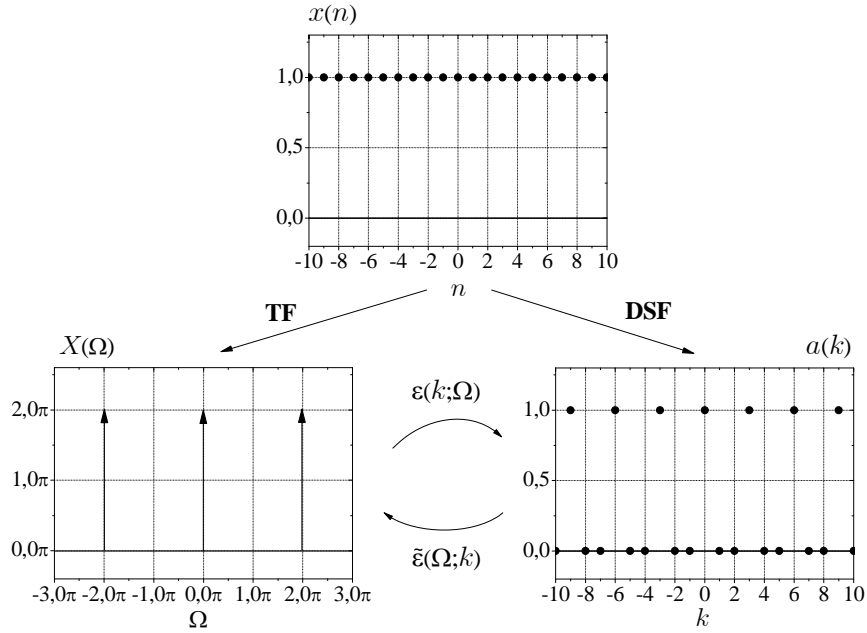 x(n)
1,0
0,5
0,0
-10 -8 -6 -4 -2 0 2 4 6 8 10
n
TF
DSF
X(Ω)
2,0π
1,0π
0,0π
-3,0π -2,0π -1,0π 0,0π 1,0π 2,0π 3,0π
Ω
ε(k;Ω)
ε̃(Ω;k)
a(k)
1,0
0,5
0,0
-10 -8 -6 -4 -2 0 2 4 6 8 10
k